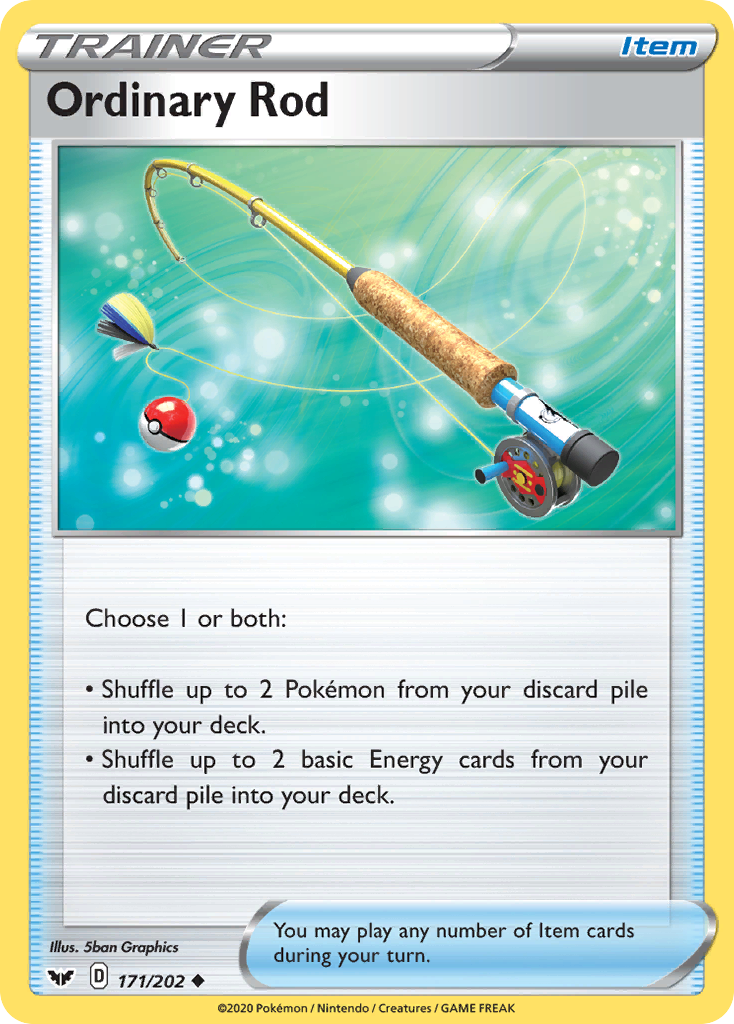 TRAINER
Item
Ordinary Rod
Choose 1 or both:
• Shuffle up to 2 Pokémon from your discard pile
into your deck.
• Shuffle up to 2 basic Energy cards from your
discard pile into your deck.
You may play any number of Item cards
during your turn.
Illus. 5ban Graphics
D
171/202
©2020 Pokémon / Nintendo / Creatures / GAME FREAK